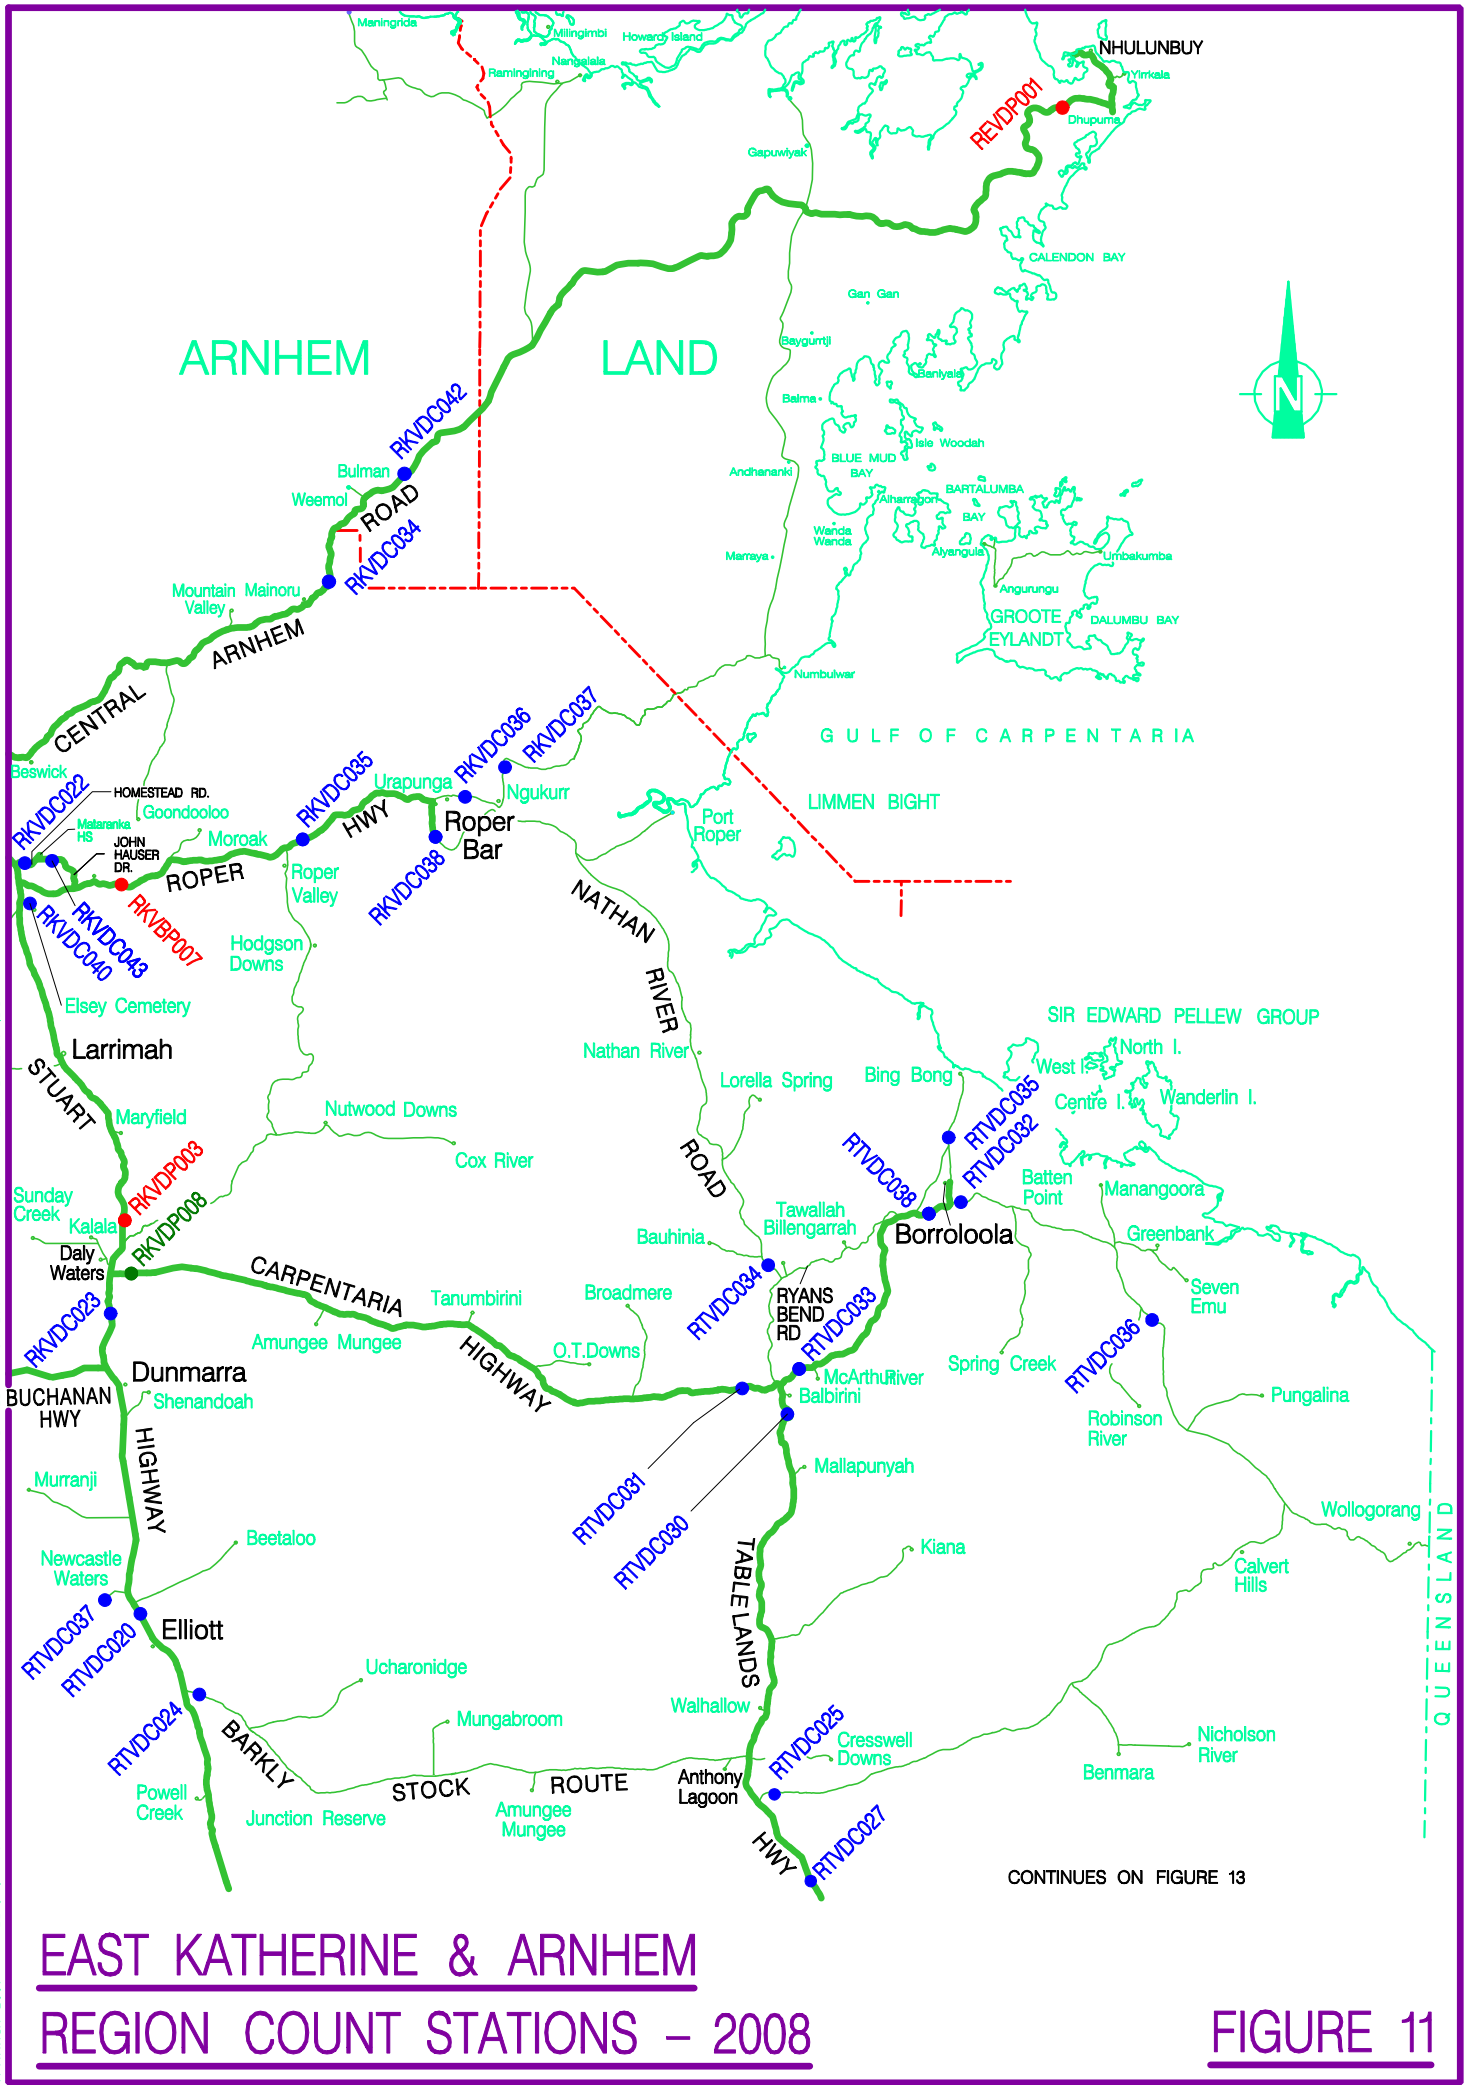 Maningrida
Milingimbi
Howard Island
Nangalala
Ramingining
NHULUNBUY
Yirrkala
REVDP001
Dhupuma
Gapuwiyak
CALENDON BAY
Gan Gan
ARNHEM LAND
Baygurrtji
Baniyala
Balma
N
RKVDC042
Isle Woodah
BLUE MUD
BAY
Bulman
Andhanանki
Weemol
ROAD
BARTALUMBA
BAY
Alharragon
Wanda
Wanda
RKVDC034
Alyangula
Umbakumba
Marraya
Mountain Mainoru
Valley
Angurungu
GROOTE
EYLANDT
DALUMBU BAY
ARNHEM
Numbulwar
CENTRAL
GULF OF CARPENTARIA
RKVDC036
RKVDC037
Beswick
RKVDC022
HOMESTEAD RD.
RKVDC035
Urapunga
Ngukurr
LIMMEN BIGHT
Goondooloo
HWY
Port
Roper
Mataranka
HS
JOHN
HAUSER
DR.
Moroak
Roper
Bar
ROPER
Roper
Valley
RKVDC038
NATHAN
RKVDC040
RKVDC043
RKVBP007
Hodgson
Downs
Elsey Cemetery
RIVER
SIR EDWARD PELLEW GROUP
Larrimah
Nathan River
North I.
West I.
Bing Bong
STUART
Lorella Spring
RTVDC035
Centre I.
Wanderlin I.
Maryfield
Nutwood Downs
RTVDC032
Cox River
ROAD
RTVDC038
RKVDP003
Batten
Point
Manangoora
Sunday
Creek
RKVDP008
Kalala
Tawallah
Billengarrah
Bauhinia
Borroloola
Greenbank
Daly
Waters
CARPENTARIA
RTVDC034
RYANS
BEND
RD
Seven
Emu
Tanumbirini
Broadmere
RKVDC023
RTVDC033
Amungee Mungee
O.T.Downs
HIGHWAY
RTVDC036
Spring Creek
Dunmarra
McArthur River
Balbirini
BUCHANAN
HWY
Shenandoah
Pungalina
Robinson
River
HIGHWAY
Mallapunyah
Murranji
RTVDC031
RTVDC030
Wollogorang
Beetaloo
Kiana
Newcastle
Waters
TABLELANDS
Calvert
Hills
QUEENSLAND
RTVDC037
RTVDC020
Elliott
Ucharonidge
RTVDC024
Walhallow
Mungabroom
BARKLY
RTVDC025
Cresswell
Downs
Nicholson
River
Benmara
Anthony
Lagoon
STOCK ROUTE
Powell
Creek
Junction Reserve
Amungee
Mungee
HWY
RTVDC027
CONTINUES ON FIGURE 13
EAST KATHERINE & ARNHEM
REGION COUNT STATIONS – 2008
FIGURE 11